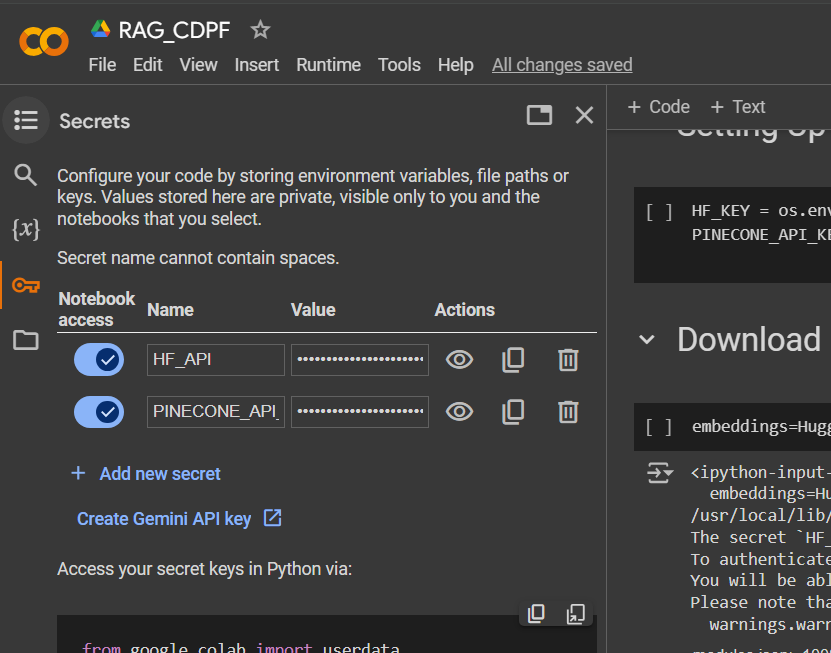 RAG_CDPF
File Edit View Insert Runtime Tools Help All changes saved
Secrets
Configure your code by storing environment variables, file paths or
keys. Values stored here are private, visible only to you and the
notebooks that you select.
Secret name cannot contain spaces.
Notebook
access
Name Value Actions
HF_API ••••••••••••••••••••••
PINECONE_API_ ••••••••••••••••••••••
+ Add new secret
Create Gemini API key
Access your secret keys in Python via:
from google.colab import userdata
+ Code + Text
Setting Up
[ ] HF_KEY = os.env
PINECONE_API_KE
Download
[ ] embeddings=Hugg
<ipython-input-
embeddings=Hu
/usr/local/lib/
The secret `HF_
To authenticate
You will be abl
Please note tha
warnings.warn